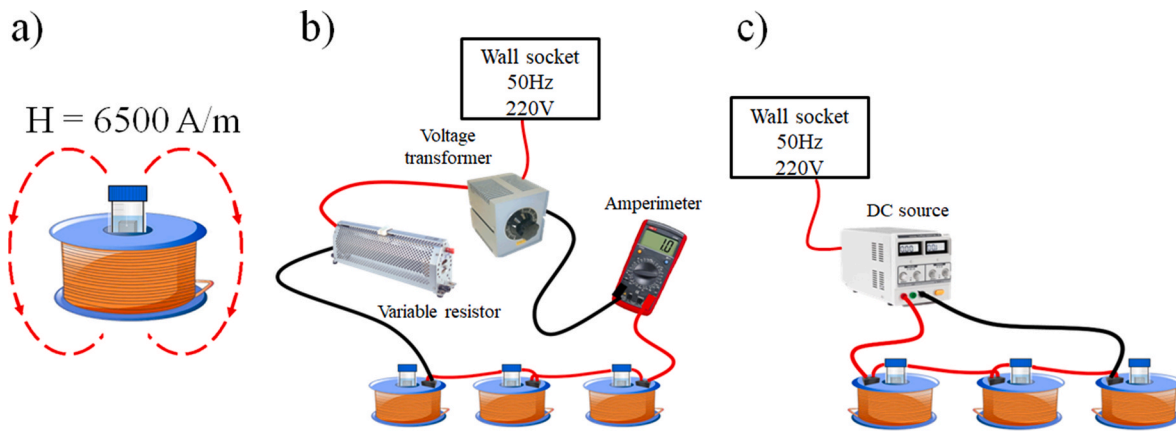 a)
H = 6500 A/m
b)
Wall socket
50Hz
220V
Voltage
transformer
Amperimeter
1.0
Variable resistor
c)
Wall socket
50Hz
220V
DC source